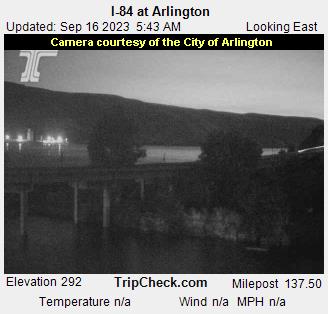 I-84 at Arlington
Updated: Sep 16 2023 5:43 AM Looking East
Camera courtesy of the City of Arlington
Elevation 292 TripCheck.com Milepost 137.50
Temperature n/a Wind n/a MPH n/a